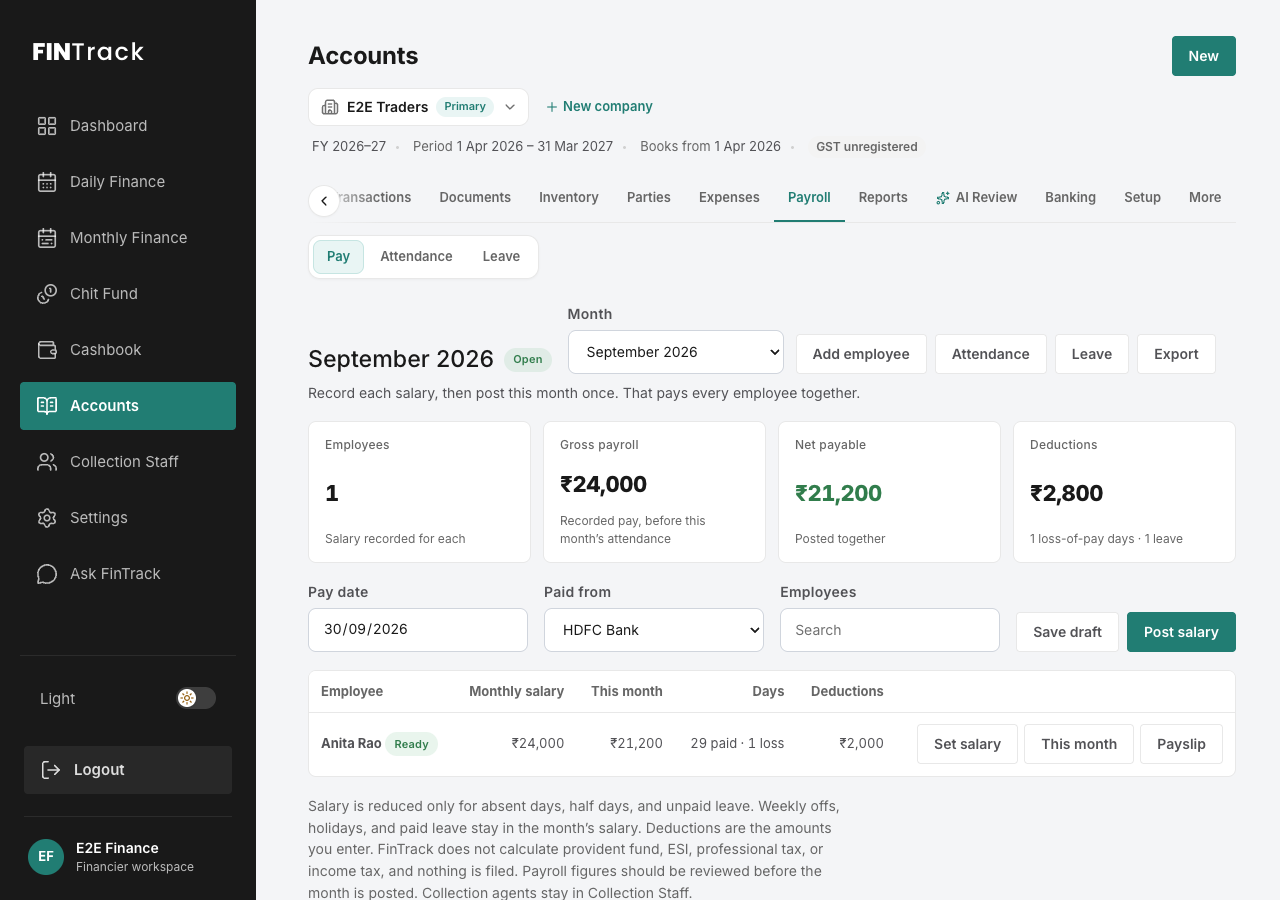 FINTrack
Dashboard
Daily Finance
Monthly Finance
Chit Fund
Cashbook
Accounts
Collection Staff
Settings
Ask FinTrack
Light
Logout
EF
E2E Finance
Financier workspace
Accounts
New
E2E Traders Primary
New company
FY 2026–27 · Period 1 Apr 2026 – 31 Mar 2027 · Books from 1 Apr 2026 · GST unregistered
ransactions Documents Inventory Parties Expenses Payroll Reports AI Review Banking Setup More
Pay Attendance Leave
Month
September 2026 Open September 2026 Add employee Attendance Leave Export
Record each salary, then post this month once. That pays every employee together.
Employees
1
Salary recorded for each
Gross payroll
₹24,000
Recorded pay, before this
month’s attendance
Net payable
₹21,200
Posted together
Deductions
₹2,800
1 loss-of-pay days · 1 leave
Pay date
30/09/2026
Paid from
HDFC Bank
Employees
Search
Save draft
Post salary
Employee Monthly salary This month Days Deductions
Anita Rao Ready ₹24,000 ₹21,200 29 paid · 1 loss ₹2,000 Set salary This month Payslip
Salary is reduced only for absent days, half days, and unpaid leave. Weekly offs,
holidays, and paid leave stay in the month’s salary. Deductions are the amounts
you enter. FinTrack does not calculate provident fund, ESI, professional tax, or
income tax, and nothing is filed. Payroll figures should be reviewed before the
month is posted. Collection agents stay in Collection Staff.